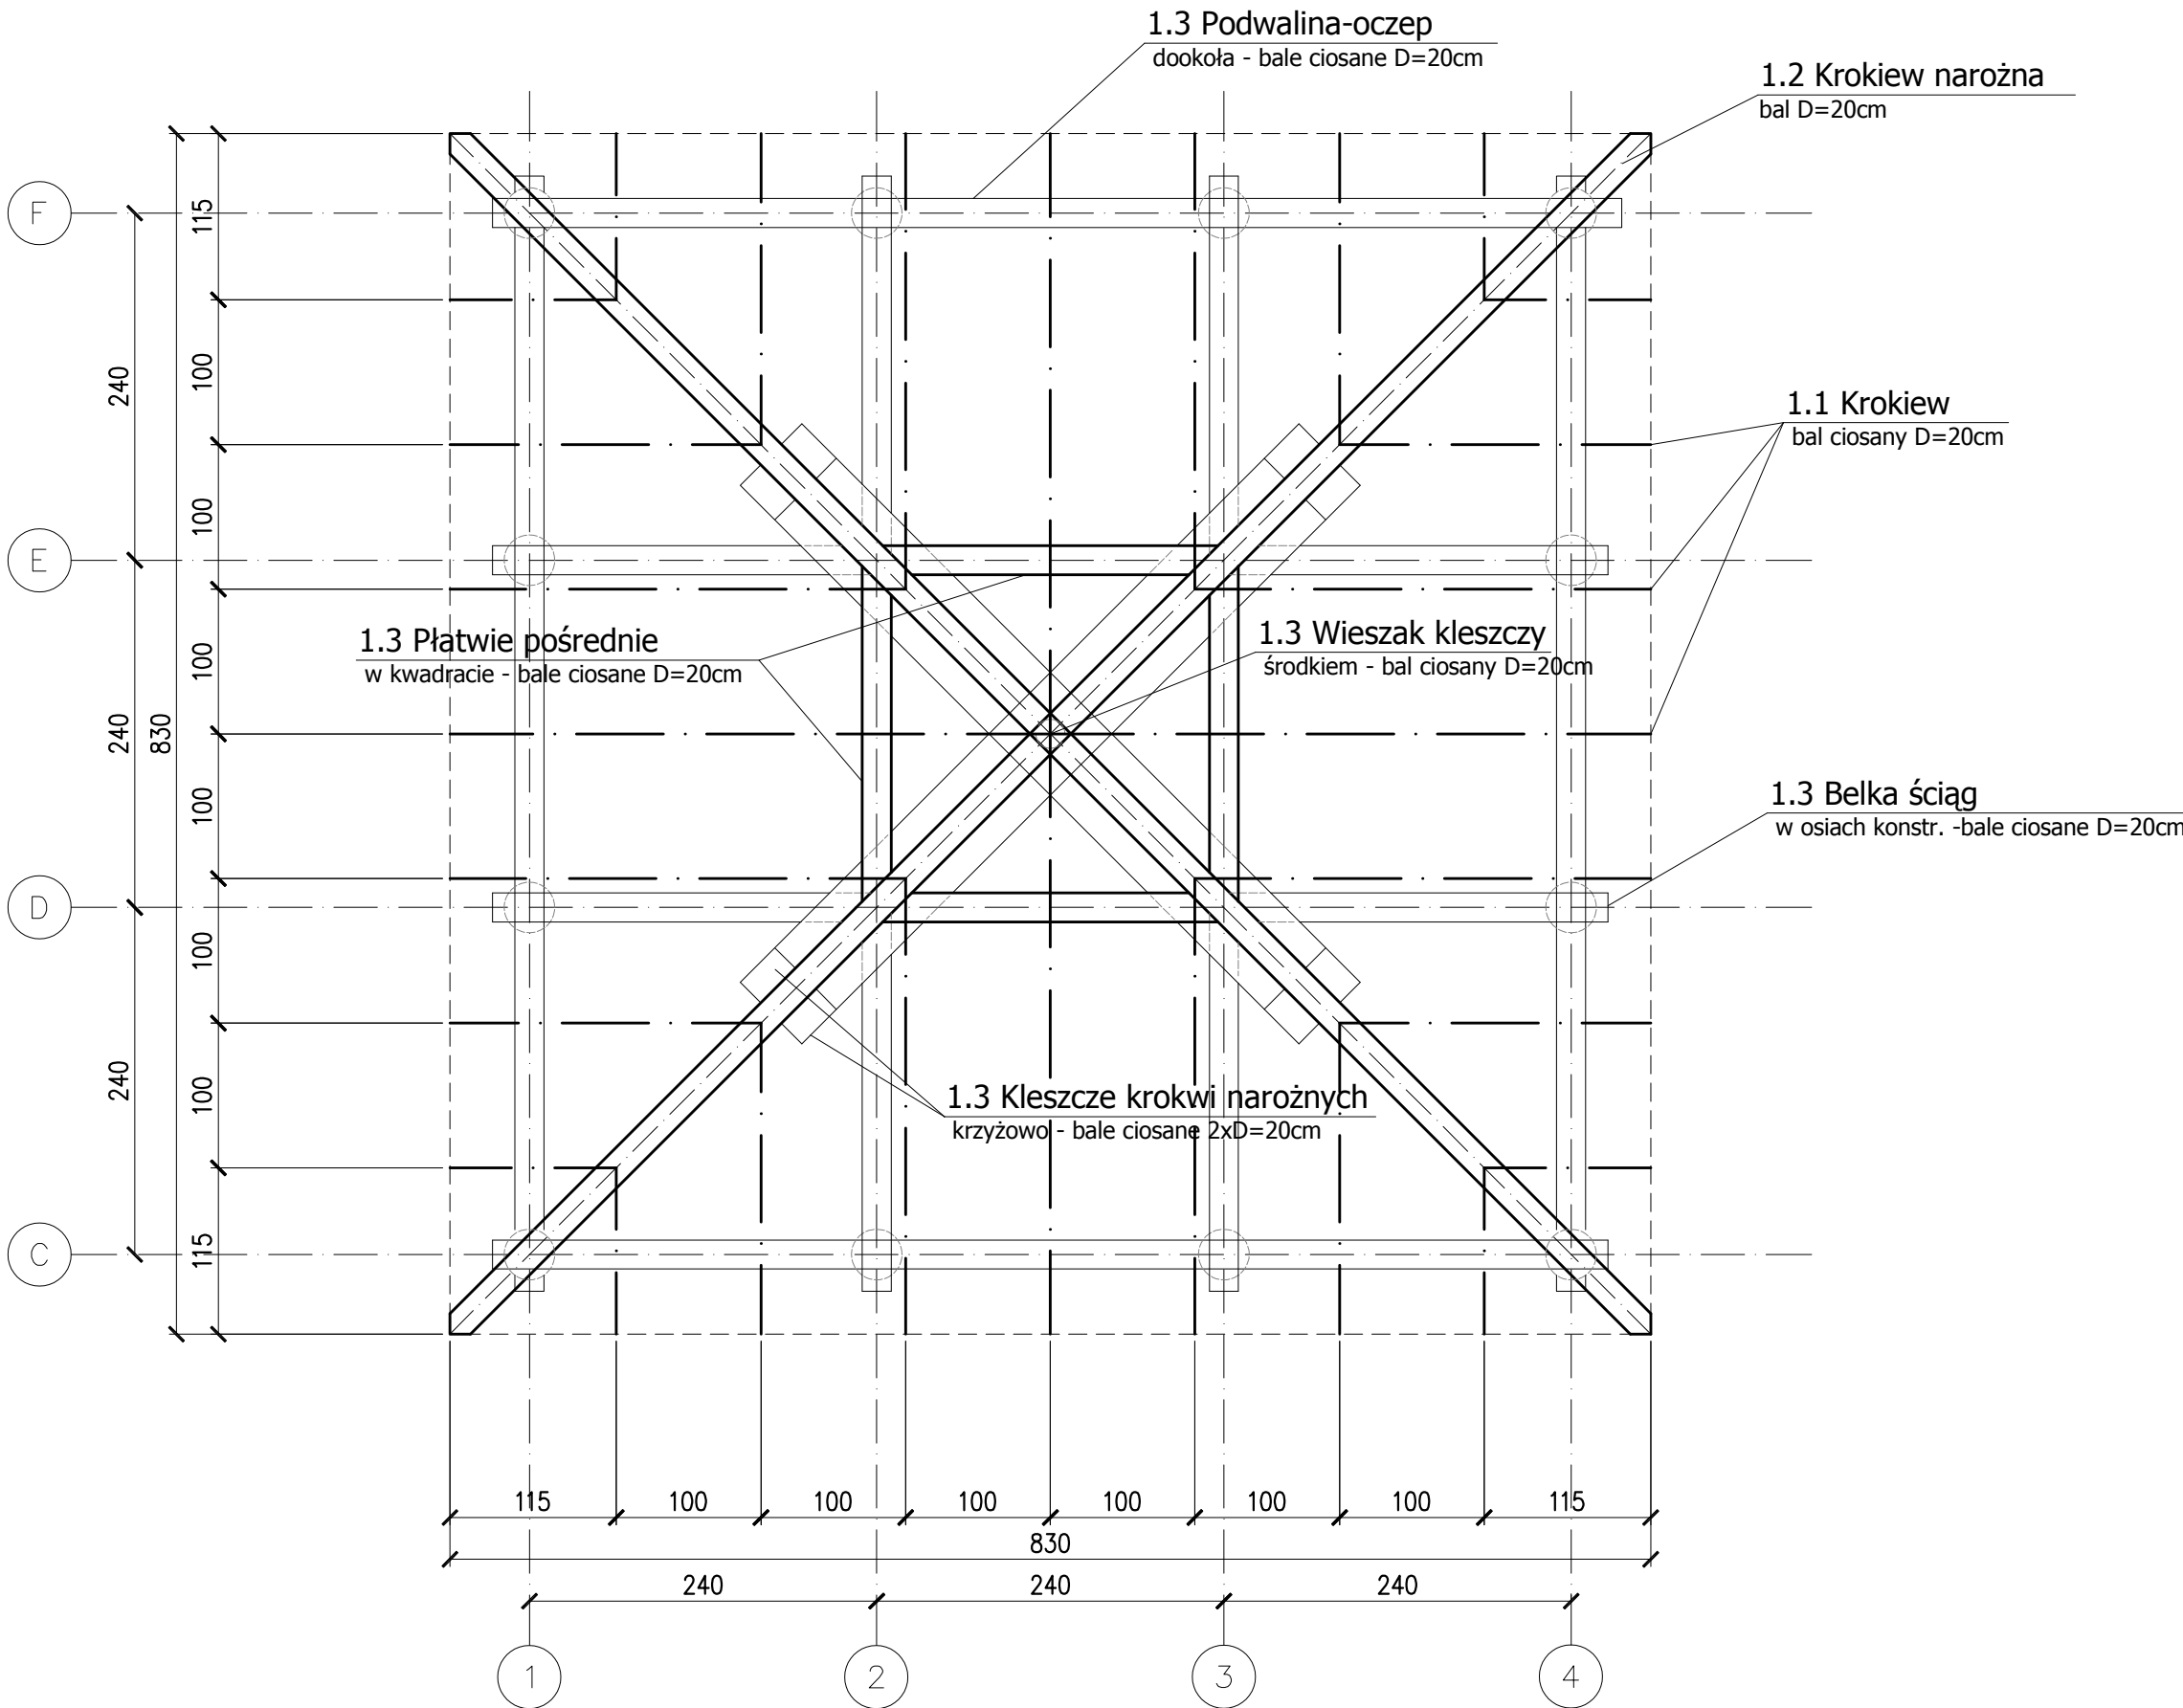 1.3 Podwalina-oczep
dookoła - bale ciosane D=20cm
1.2 Krokiew narożna
bal D=20cm
F
115
240
100
1.1 Krokiew
bal ciosany D=20cm
100
E
1.3 Płatwie pośrednie
w kwadracie - bale ciosane D=20cm
1.3 Wieszak kleszczy
środkiem - bal ciosany D=20cm
100
240
830
100
1.3 Belka ściąg
w osiach konstr. -bale ciosane D=20cm
D
100
240
100
1.3 Kleszcze krokwi narożnych
krzyżowo - bale ciosane 2xD=20cm
115
C
115 100 100 100 100 100 100 115
830
240 240 240
1 2 3 4